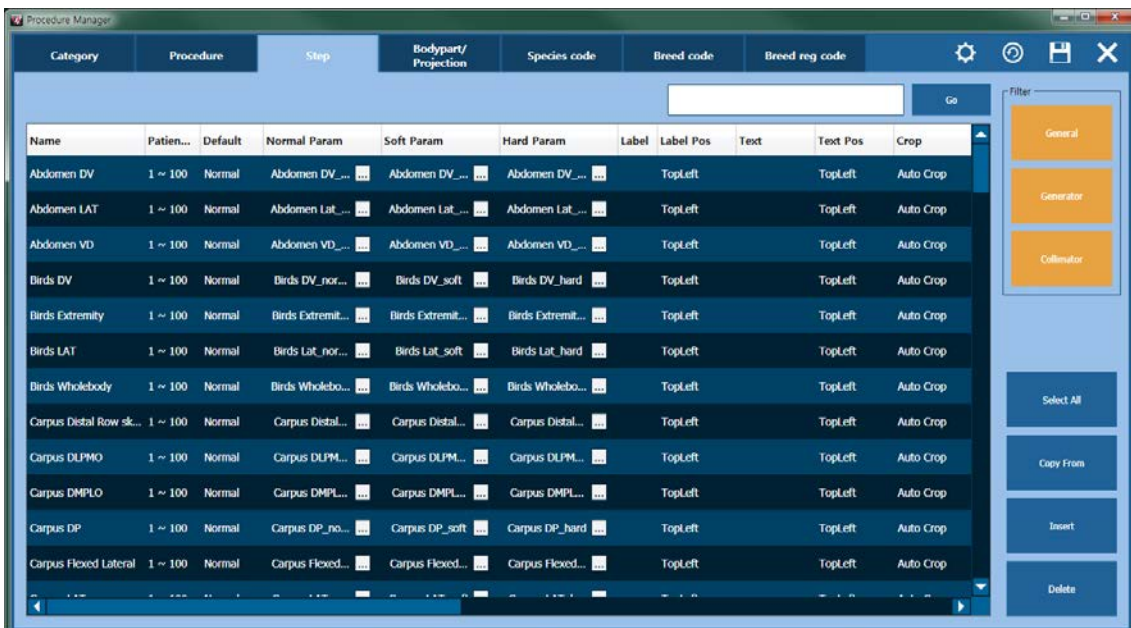 Procedure Manager
Category Procedure Step Bodypart/ Projection Species code Breed code Breed reg code
Go
Filter
General
Generator
Collimator
Name Patien... Default Normal Param Soft Param Hard Param Label Label Pos Text Text Pos Crop
Abdomen DV 1 ~ 100 Normal Abdomen DV_... ... Abdomen DV_... ... Abdomen DV_... ... TopLeft TopLeft Auto Crop
Abdomen LAT 1 ~ 100 Normal Abdomen Lat_... ... Abdomen Lat_... ... Abdomen Lat_... ... TopLeft TopLeft Auto Crop
Abdomen VD 1 ~ 100 Normal Abdomen VD_... ... Abdomen VD_... ... Abdomen VD_... ... TopLeft TopLeft Auto Crop
Birds DV 1 ~ 100 Normal Birds DV_nor... ... Birds DV_soft ... Birds DV_hard ... TopLeft TopLeft Auto Crop
Birds Extremity 1 ~ 100 Normal Birds Extremit... ... Birds Extremit... ... Birds Extremit... ... TopLeft TopLeft Auto Crop
Birds LAT 1 ~ 100 Normal Birds Lat_nor... ... Birds Lat_soft ... Birds Lat_hard ... TopLeft TopLeft Auto Crop
Birds Wholebody 1 ~ 100 Normal Birds Wholebo... ... Birds Wholebo... ... Birds Wholebo... ... TopLeft TopLeft Auto Crop
Carpus Distal Row sk... 1 ~ 100 Normal Carpus Distal... ... Carpus Distal... ... Carpus Distal... ... TopLeft TopLeft Auto Crop
Carpus DLPMO 1 ~ 100 Normal Carpus DLPM... ... Carpus DLPM... ... Carpus DLPM... ... TopLeft TopLeft Auto Crop
Carpus DMPLO 1 ~ 100 Normal Carpus DMPL... ... Carpus DMPL... ... Carpus DMPL... ... TopLeft TopLeft Auto Crop
Carpus DP 1 ~ 100 Normal Carpus DP_no... ... Carpus DP_soft ... Carpus DP_hard ... TopLeft TopLeft Auto Crop
Carpus Flexed Lateral 1 ~ 100 Normal Carpus Flexed... ... Carpus Flexed... ... Carpus Flexed... ... TopLeft TopLeft Auto Crop
Select All
Copy From
Insert
Delete